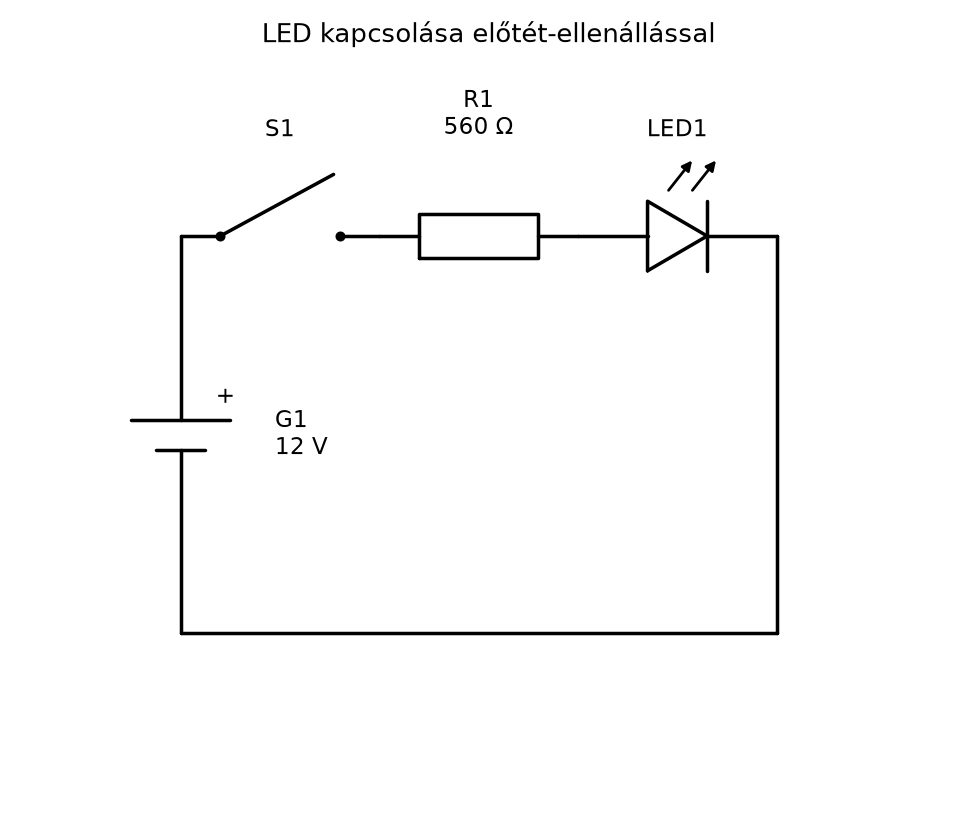 LED kapcsolása előtét-ellenállással
R1
560 Ω
S1
LED1
+
G1
12 V